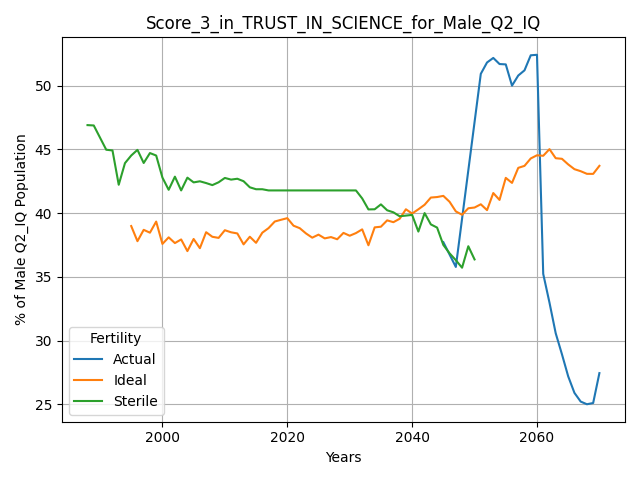 Score_3_in_TRUST_IN_SCIENCE_for_Male_Q2_IQ
% of Male Q2_IQ Population
50
45
40
35
30
25
Fertility
Actual
Ideal
Sterile
2000
2020
2040
2060
Years